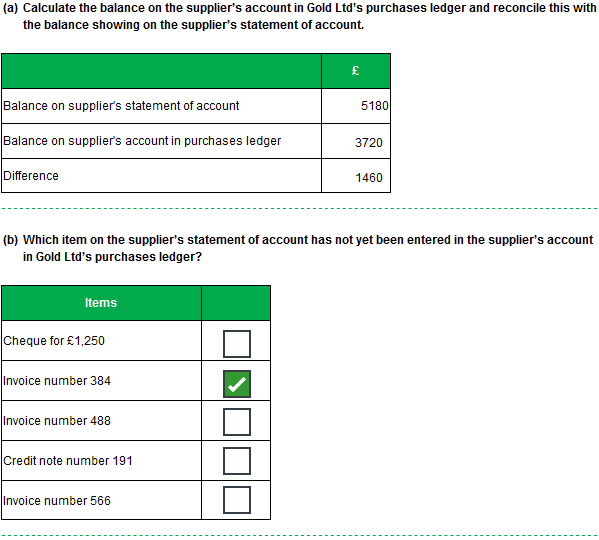 (a) Calculate the balance on the supplier's account in Gold Ltd's purchases ledger and reconcile this with
the balance showing on the supplier's statement of account.
£
Balance on supplier's statement of account 5180
Balance on supplier's account in purchases ledger 3720
Difference 1460
(b) Which item on the supplier's statement of account has not yet been entered in the supplier's account
in Gold Ltd's purchases ledger?
Items
Cheque for £1,250
Invoice number 384
Invoice number 488
Credit note number 191
Invoice number 566